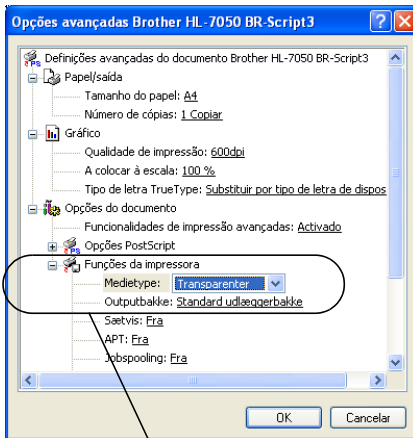 Opções avançadas Brother HL-7050 BR-Script3
Definições avançadas do documento Brother HL-7050 BR-Script3
Papel/saída
Tamanho do papel: A4
Número de cópias: 1 Copiar
Gráfico
Qualidade de impressão: 600dpi
A colocar à escala: 100 %
Tipo de letra TrueType: Substituir por tipo de letra de dispos
Opções do documento
Funcionalidades de impressão avançadas: Activado
Opções PostScript
Funções da impressora
Medietype: Transparenter
Outputbakke: Standard udlæggerbakke
Sætvis: Fra
APT: Fra
Jobspooling: Fra
OK Cancelar